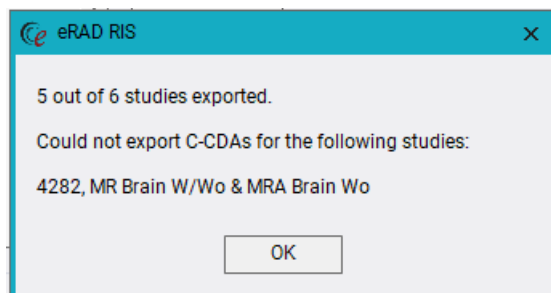 eRAD RIS
5 out of 6 studies exported.
Could not export C-CDAs for the following studies:
4282, MR Brain W/Wo & MRA Brain Wo
OK